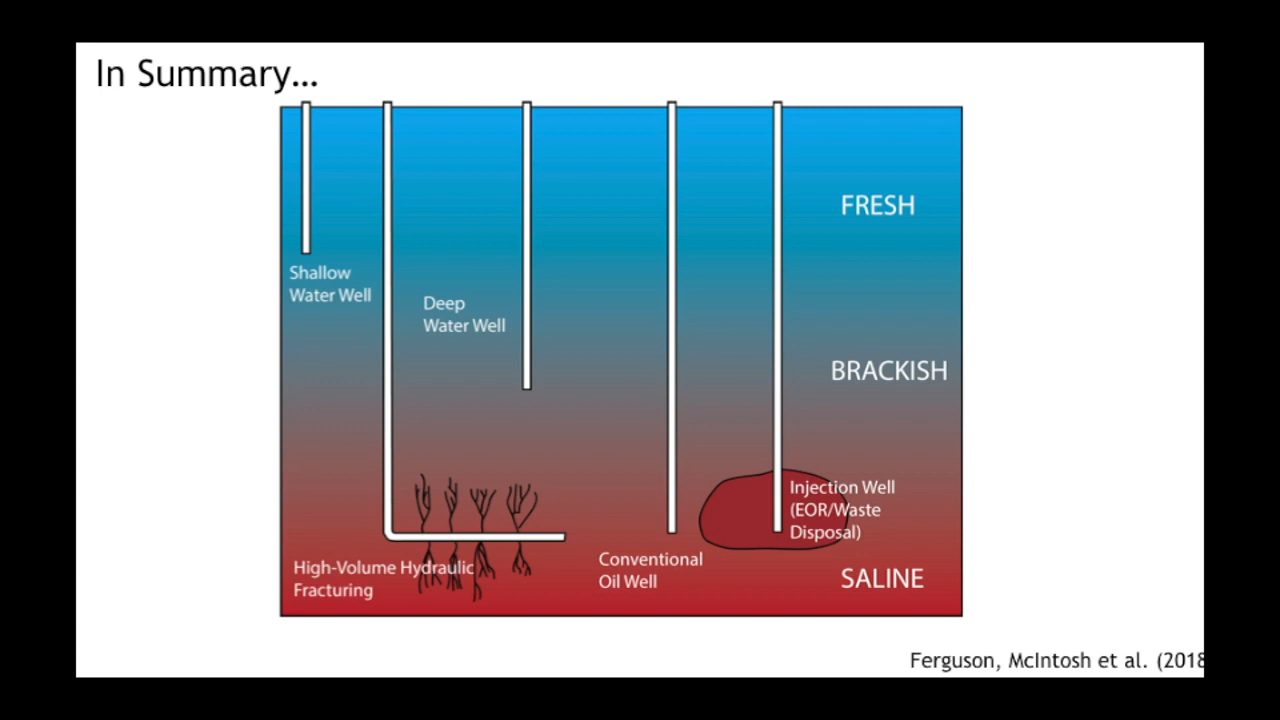 In Summary...
FRESH
Shallow
Water Well
Deep
Water Well
BRACKISH
Injection Well
(EOR/Waste
Disposal)
High-Volume Hydraulic
Fracturing
Conventional
Oil Well
SALINE
Ferguson, McIntosh et al. (2018